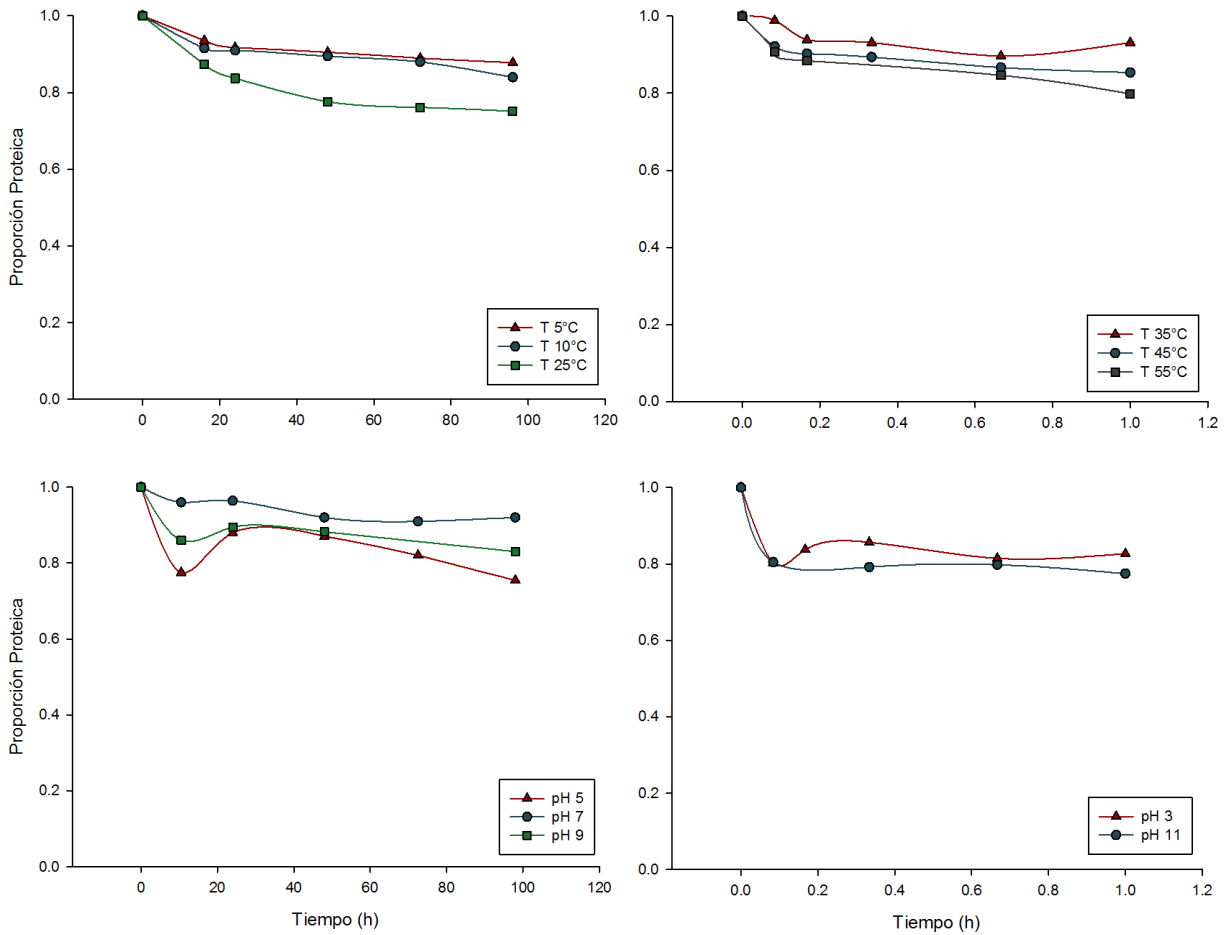 1.0
0.8
0.6
0.4
0.2
0.0
Proporción Proteica
T 5°C
T 10°C
T 25°C
0 20 40 60 80 100 120
1.0
0.8
0.6
0.4
0.2
0.0
T 35°C
T 45°C
T 55°C
0.0 0.2 0.4 0.6 0.8 1.0 1.2
1.0
0.8
0.6
0.4
0.2
0.0
Proporción Proteica
pH 5
pH 7
pH 9
0 20 40 60 80 100 120
Tiempo (h)
1.0
0.8
0.6
0.4
0.2
0.0
pH 3
pH 11
0.0 0.2 0.4 0.6 0.8 1.0 1.2
Tiempo (h)